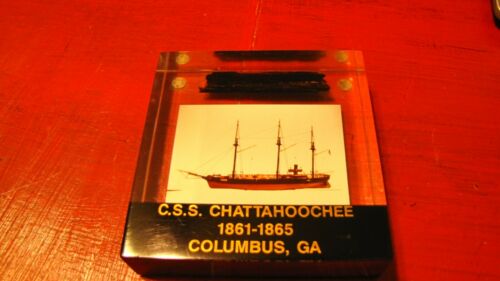 C.S.S. CHATTAHOOCHEE
1861-1865
COLUMBUS, GA